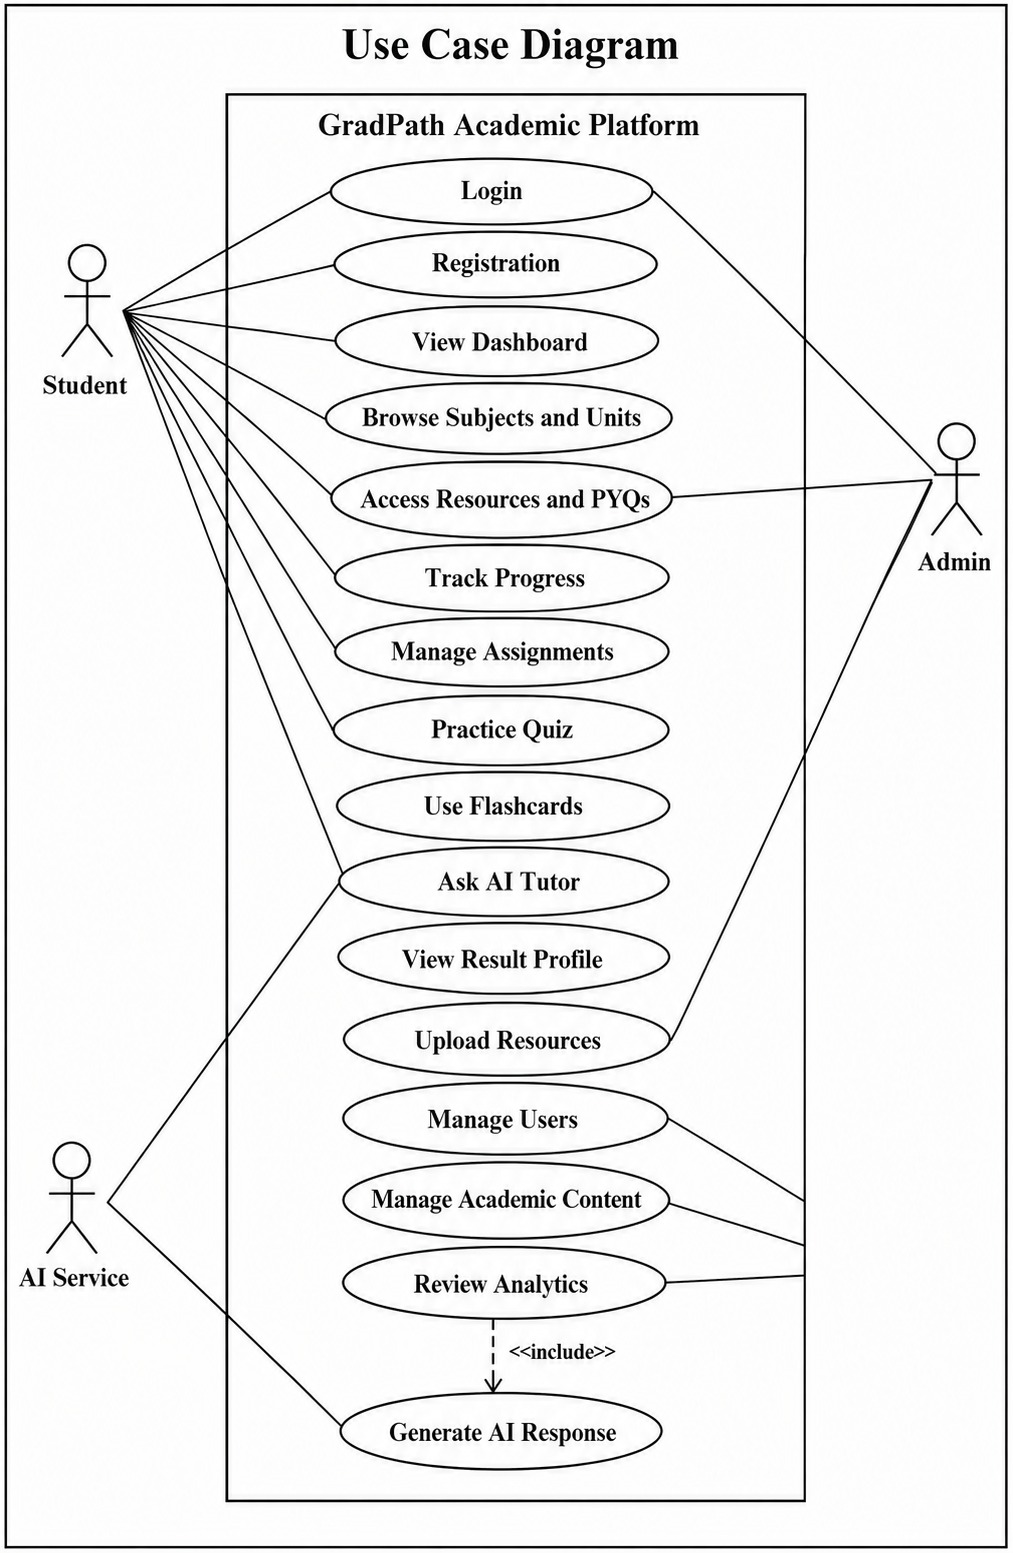 Use Case Diagram
GradPath Academic Platform
Login
Registration
View Dashboard
Student
Browse Subjects and Units
Access Resources and PYQs
Admin
Track Progress
Manage Assignments
Practice Quiz
Use Flashcards
Ask AI Tutor
View Result Profile
Upload Resources
Manage Users
Manage Academic Content
AI Service
Review Analytics
<<include>>
Generate AI Response